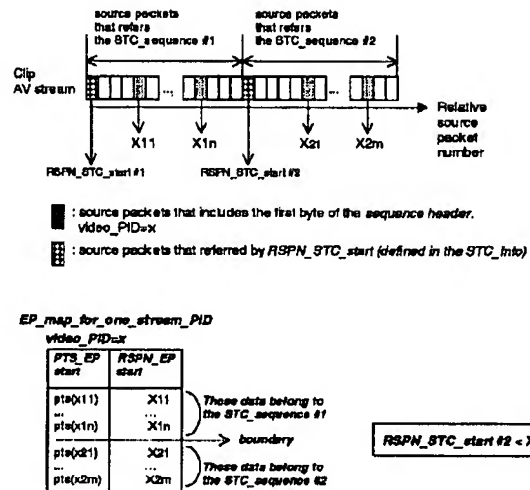 source packets
that refers
the STC_sequence #1
source packets
that refers
the STC_sequence #2
Clip
AV stream
...
...
Relative
source
packet
number
X11
X1n
X21
X2m
RSPN_STC_start #1
RSPN_STC_start #2
: source packets that includes the first byte of the sequence header.
video_PID=x
: source packets that referred by RSPN_STC_start (defined in the STC_Info)
EP_map_for_one_stream_PID
video_PID=x
PTS_EP start
RSPN_EP start
pts(x11) X11
... ...
pts(x1n) X1n
These data belong to
the STC_sequence #1
boundary
pts(x21) X21
... ...
pts(x2m) X2m
These data belong to
the STC_sequence #2
RSPN_STC_start #2 < X